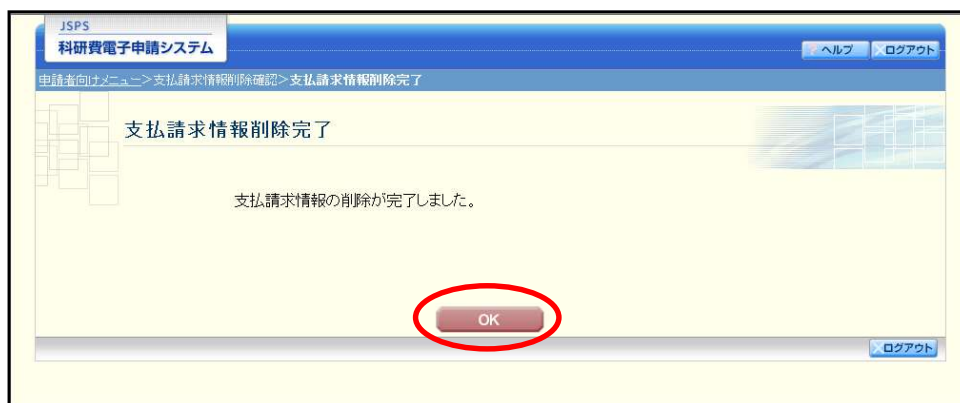 JSPS
科研費電子申請システム
ヘルプ ログアウト
申請者向けメニュー>支払請求情報削除確認>支払請求情報削除完了
支払請求情報削除完了
支払請求情報の削除が完了しました。
OK
ログアウト